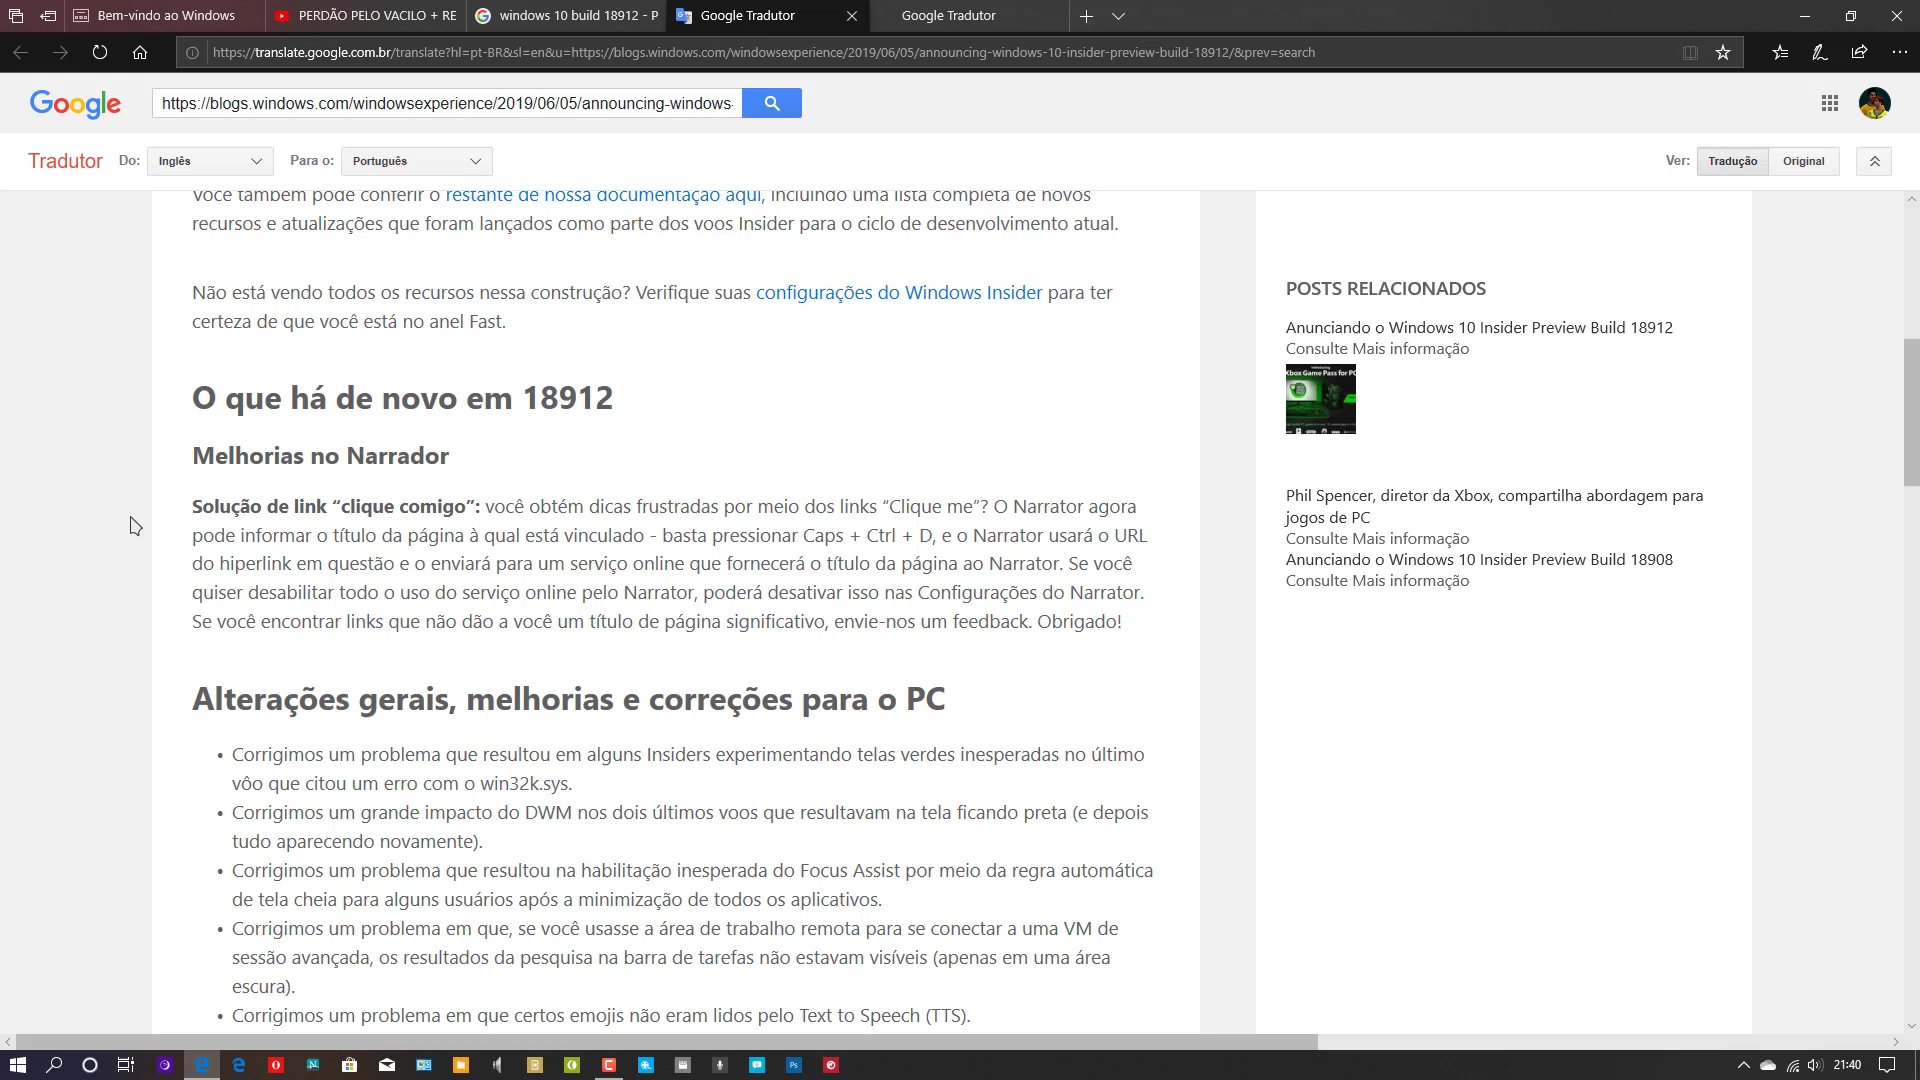 Bem-vindo ao Windows
PERDÃO PELO VACILO + RE
windows 10 build 18912 - P
Google Tradutor
Google Tradutor
https://translate.google.com.br/translate?hl=pt-BR&sl=en&u=https://blogs.windows.com/windowsexperience/2019/06/05/announcing-windows-10-insider-preview-build-18912/&prev=search
Google
https://blogs.windows.com/windowsexperience/2019/06/05/announcing-windows-
Tradutor Do: Inglês Para o: Português Ver: Tradução Original
Você também pode conferir o restante de nossa documentação aqui, incluindo uma lista completa de novos
recursos e atualizações que foram lançados como parte dos voos Insider para o ciclo de desenvolvimento atual.
Não está vendo todos os recursos nessa construção? Verifique suas configurações do Windows Insider para ter
certeza de que você está no anel Fast.
O que há de novo em 18912
Melhorias no Narrador
Solução de link “clique comigo”: você obtém dicas frustradas por meio dos links “Clique me”? O Narrator agora
pode informar o título da página à qual está vinculado - basta pressionar Caps + Ctrl + D, e o Narrator usará o URL
do hiperlink em questão e o enviará para um serviço online que fornecerá o título da página ao Narrator. Se você
quiser desabilitar todo o uso do serviço online pelo Narrator, poderá desativar isso nas Configurações do Narrator.
Se você encontrar links que não dão a você um título de página significativo, envie-nos um feedback. Obrigado!
Alterações gerais, melhorias e correções para o PC
• Corrigimos um problema que resultou em alguns Insiders experimentando telas verdes inesperadas no último
vôo que citou um erro com o win32k.sys.
• Corrigimos um grande impacto do DWM nos dois últimos voos que resultavam na tela ficando preta (e depois
tudo aparecendo novamente).
• Corrigimos um problema que resultou na habilitação inesperada do Focus Assist por meio da regra automática
de tela cheia para alguns usuários após a minimização de todos os aplicativos.
• Corrigimos um problema em que, se você usasse a área de trabalho remota para se conectar a uma VM de
sessão avançada, os resultados da pesquisa na barra de tarefas não estavam visíveis (apenas em uma área
escura).
• Corrigimos um problema em que certos emojis não eram lidos pelo Text to Speech (TTS).
POSTS RELACIONADOS
Anunciando o Windows 10 Insider Preview Build 18912
Consulte Mais informação
Xbox Game Pass for PC
Phil Spencer, diretor da Xbox, compartilha abordagem para
jogos de PC
Consulte Mais informação
Anunciando o Windows 10 Insider Preview Build 18908
Consulte Mais informação
21:40